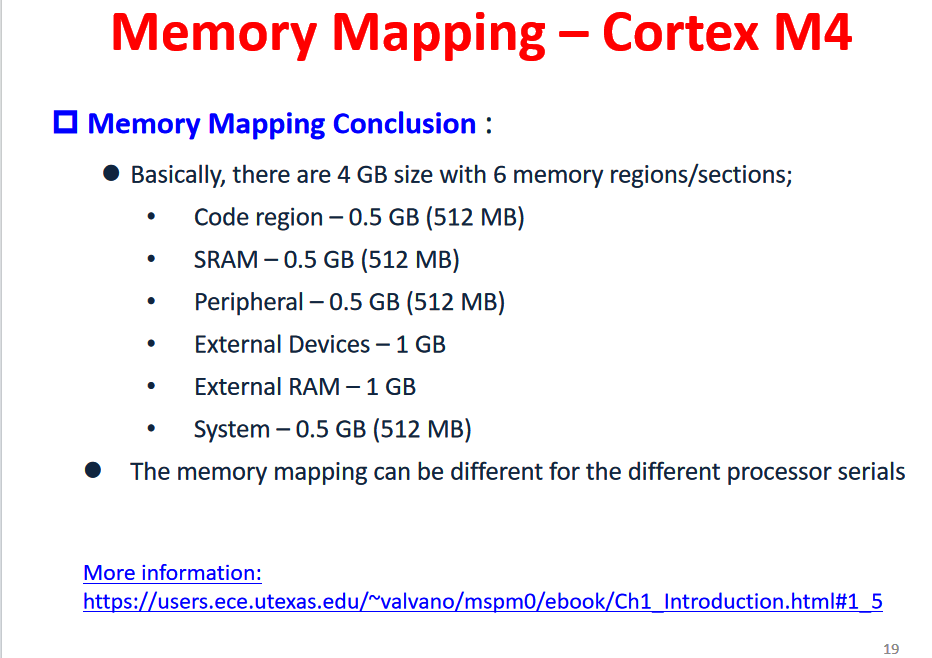 Memory Mapping – Cortex M4
Memory Mapping Conclusion :
● Basically, there are 4 GB size with 6 memory regions/sections;
• Code region – 0.5 GB (512 MB)
• SRAM – 0.5 GB (512 MB)
• Peripheral – 0.5 GB (512 MB)
• External Devices – 1 GB
• External RAM – 1 GB
• System – 0.5 GB (512 MB)
● The memory mapping can be different for the different processor serials
More information:
https://users.ece.utexas.edu/~valvano/mspm0/ebook/Ch1_Introduction.html#1_5
19